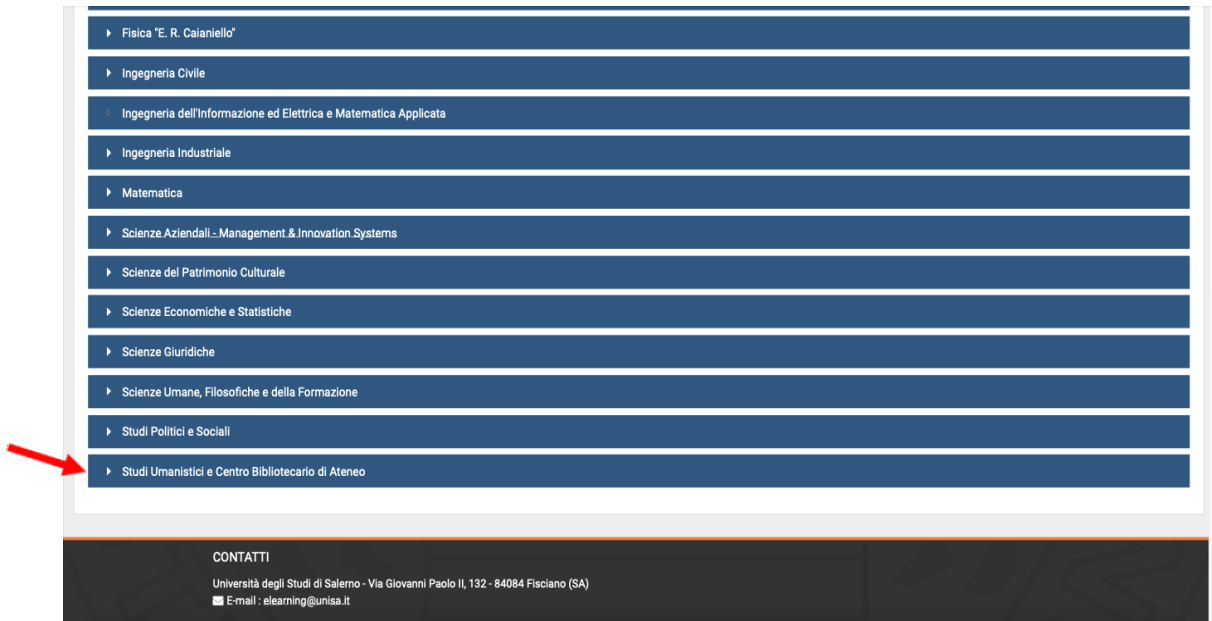 Fisica "E. R. Caianiello"
Ingegneria Civile
Ingegneria dell'Informazione ed Elettrica e Matematica Applicata
Ingegneria Industriale
Matematica
Scienze Aziendali - Management & Innovation Systems
Scienze del Patrimonio Culturale
Scienze Economiche e Statistiche
Scienze Giuridiche
Scienze Umane, Filosofiche e della Formazione
Studi Politici e Sociali
Studi Umanistici e Centro Bibliotecario di Ateneo
CONTATTI
Università degli Studi di Salerno - Via Giovanni Paolo II, 132 - 84084 Fisciano (SA)
E-mail : elearning@unisa.it